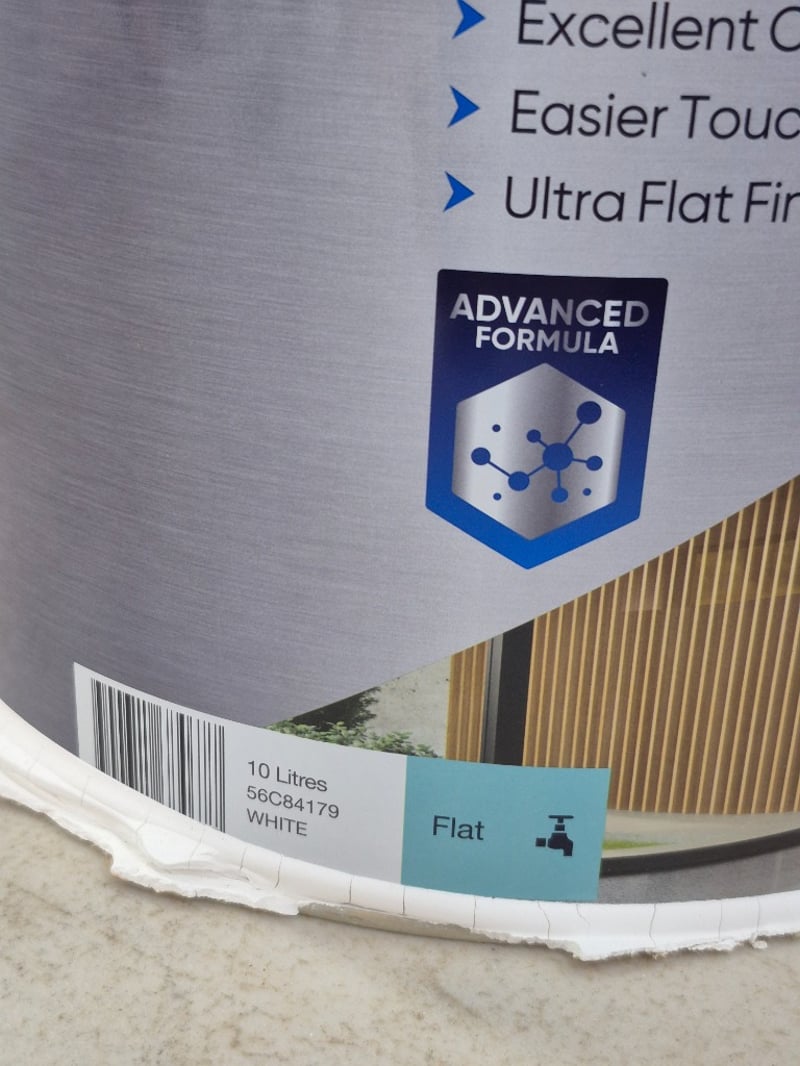 Excellent
Easier
Ultra Flat
ADVANCED
FORMULA
10 Litres
56C84179
WHITE
Flat